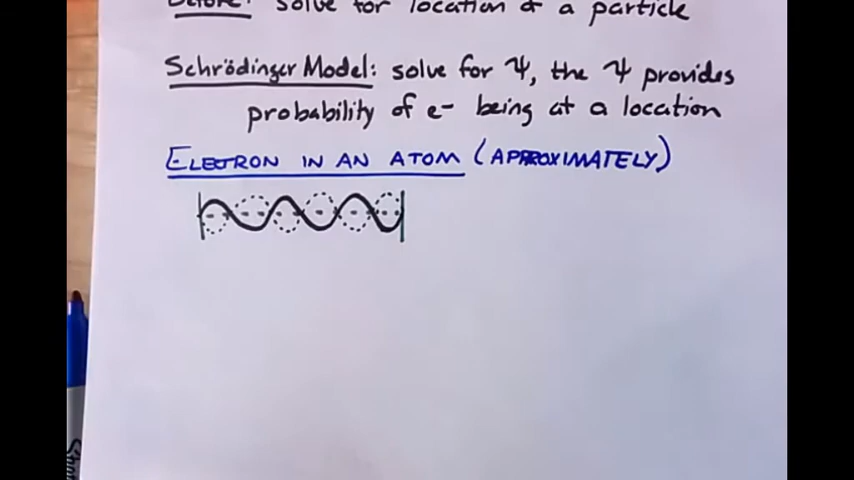 Before: solve for location of a particle
Schrödinger Model: solve for Ψ, the Ψ provides
probability of e- being at a location
ELECTRON IN AN ATOM (APPROXIMATELY)